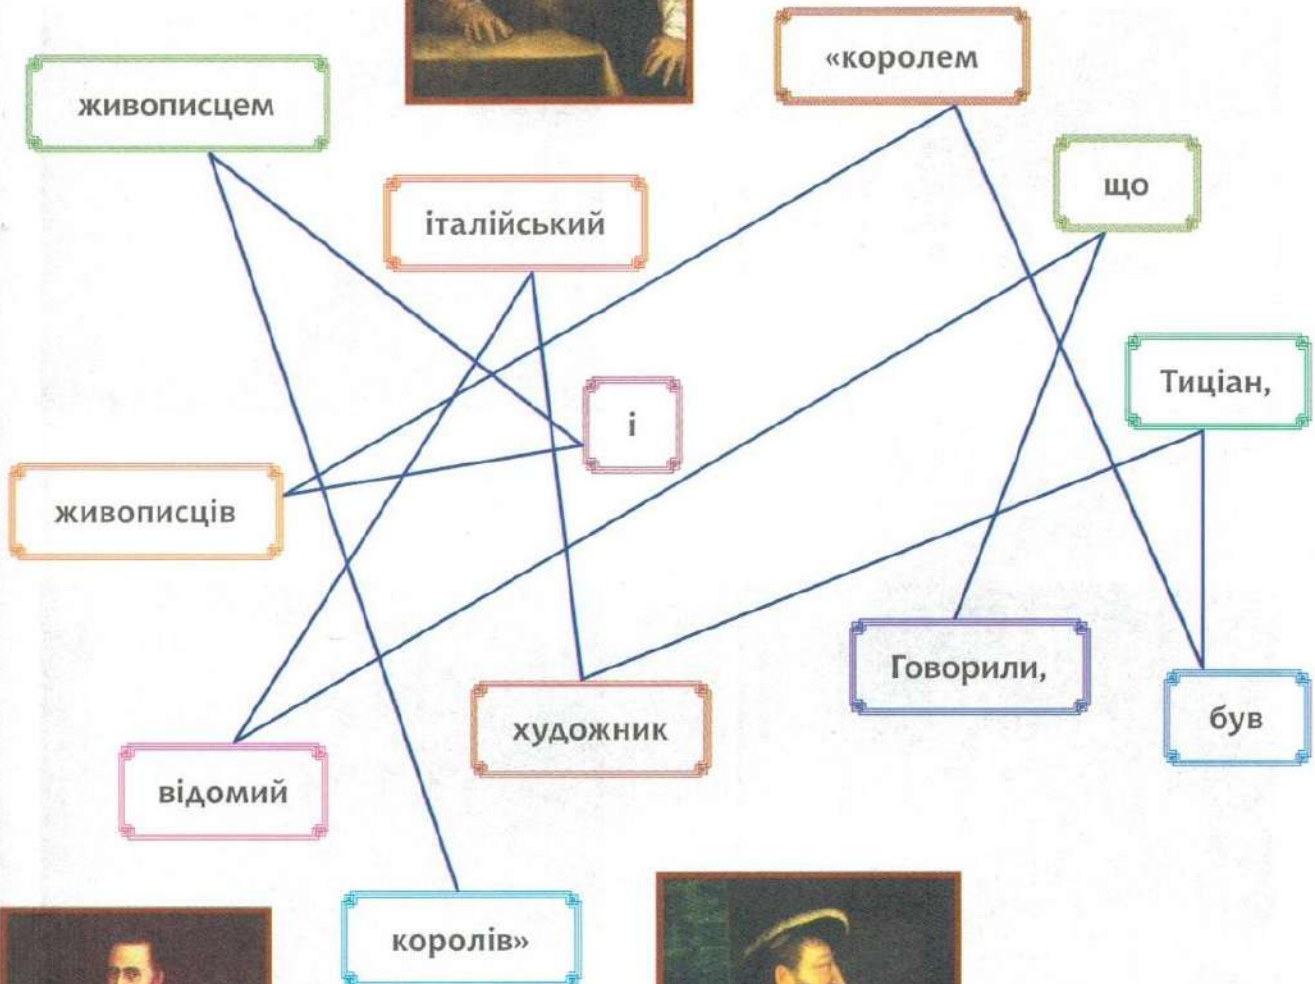 «королем
живописцем
що
італійський
Тиціан,
і
живописців
Говорили,
був
художник
відомий
королів»